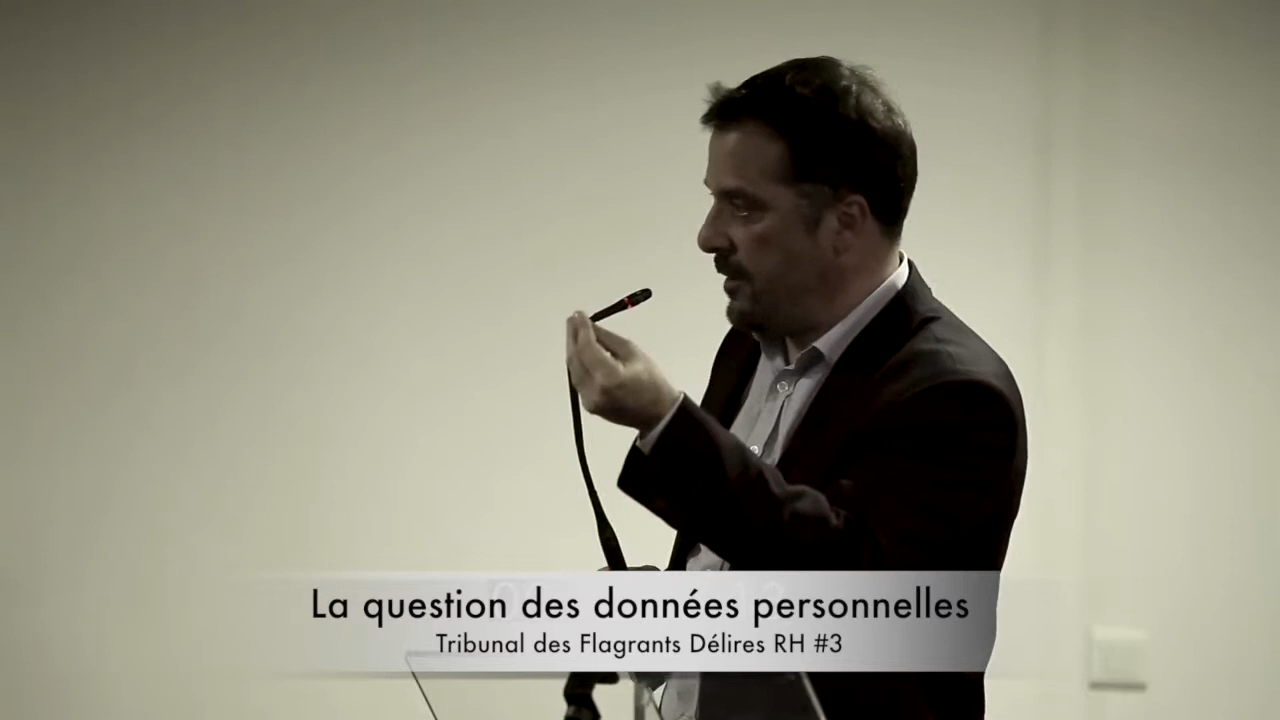 La question des données personnelles
Tribunal des Flagrants Délires RH #3